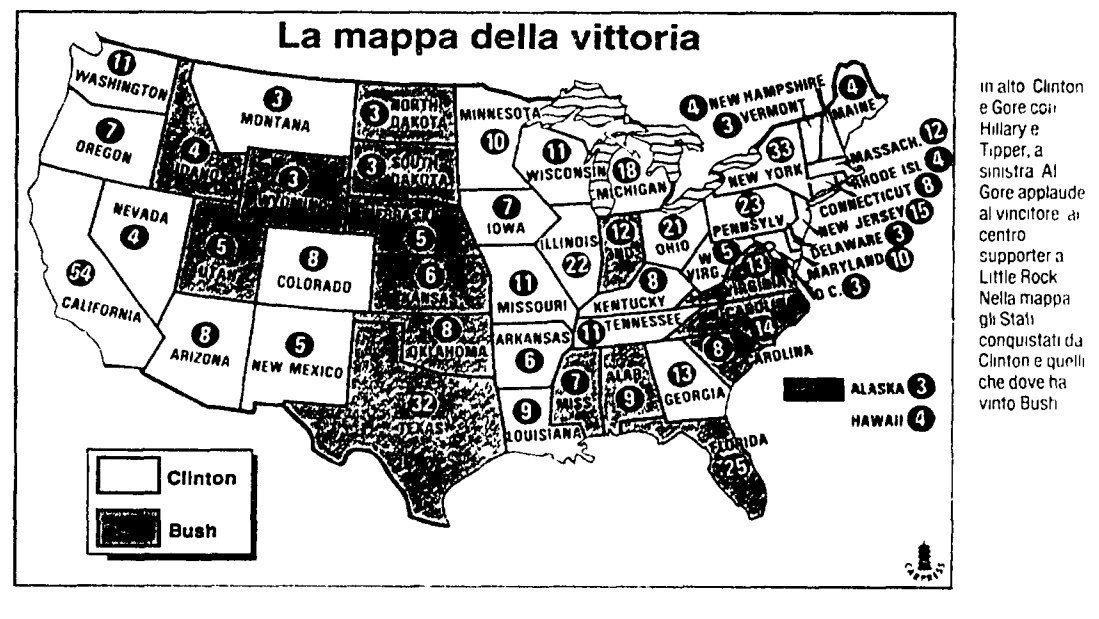 La mappa della vittoria
11
WASHINGTON
7
OREGON
54
CALIFORNIA
NEVADA
4
4
IDAHO
3
MONTANA
3
WYOMING
5
UTAH
8
COLORADO
8
ARIZONA
5
NEW MEXICO
3 NORTH
DAKOTA
3 SOUTH
DAKOTA
NEBRASKA
5
6
KANSAS
8
OKLAHOMA
32
TEXAS
MINNESOTA
10
11
WISCONSIN
7
IOWA
ILLINOIS
22
11
MISSOURI
ARKANSAS
6
9
LOUISIANA
18
MICHIGAN
12
IND.
21
OHIO
8
KENTUCKY
11 TENNESSEE
7
MISS.
ALAB.
9
13
GEORGIA
FLORIDA
25
W. 5
VIRG.
13
VIRGINIA
CAROLINA
14
8
CAROLINA
23
PENNSYLV.
33
NEW YORK
4 NEW HAMPSHIRE
3 VERMONT
4
MAINE
MASSACH. 12
RHODE ISL. 4
CONNECTICUT 8
NEW JERSEY 15
DELAWARE 3
MARYLAND 10
D.C. 3
ALASKA 3
HAWAII 4
Clinton
Bush
CARPRESS
in alto Clinton
e Gore con
Hillary e
Tipper, a
sinistra Al
Gore applaude
al vincitore al
centro
supporter a
Little Rock
Nella mappa
gli Stati
conquistati da
Clinton e quelli
che dove ha
vinto Bush